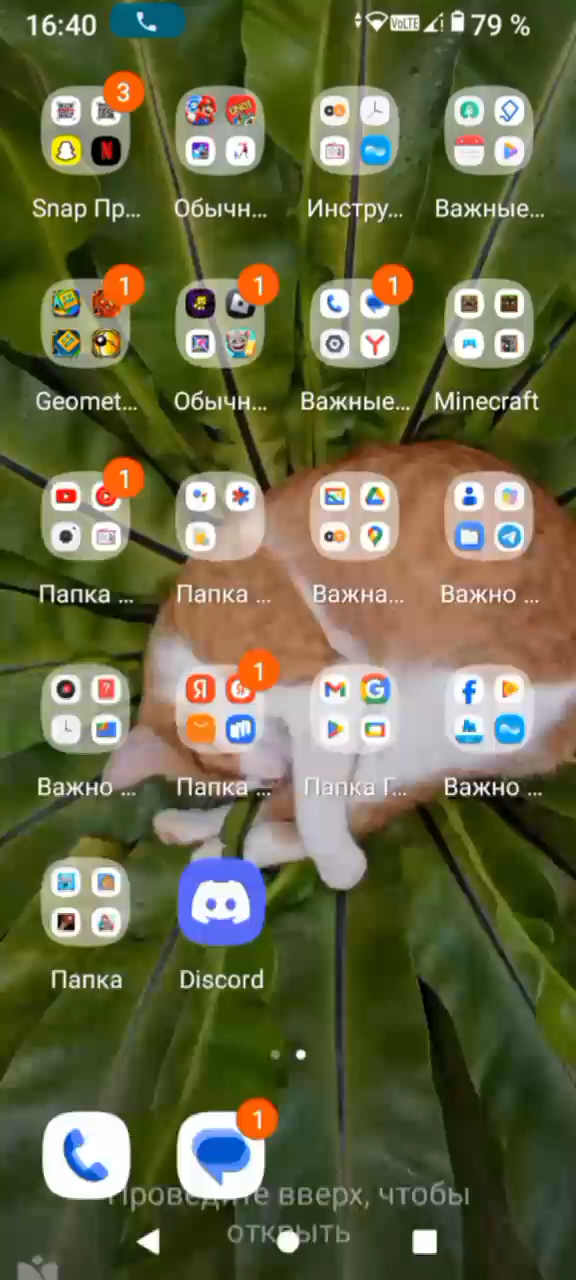 16:40 VoLTE 79 %
3
Snap Пр... Обычн... Инстру... Важные...
1 1 1
Geomet... Обычн... Важные... Minecraft
1
Папка ... Папка ... Важна... Важно ...
1
Важно ... Папка ... Папка Г... Важно ...
Папка Discord
1
Проведите вверх, чтобы
открыть